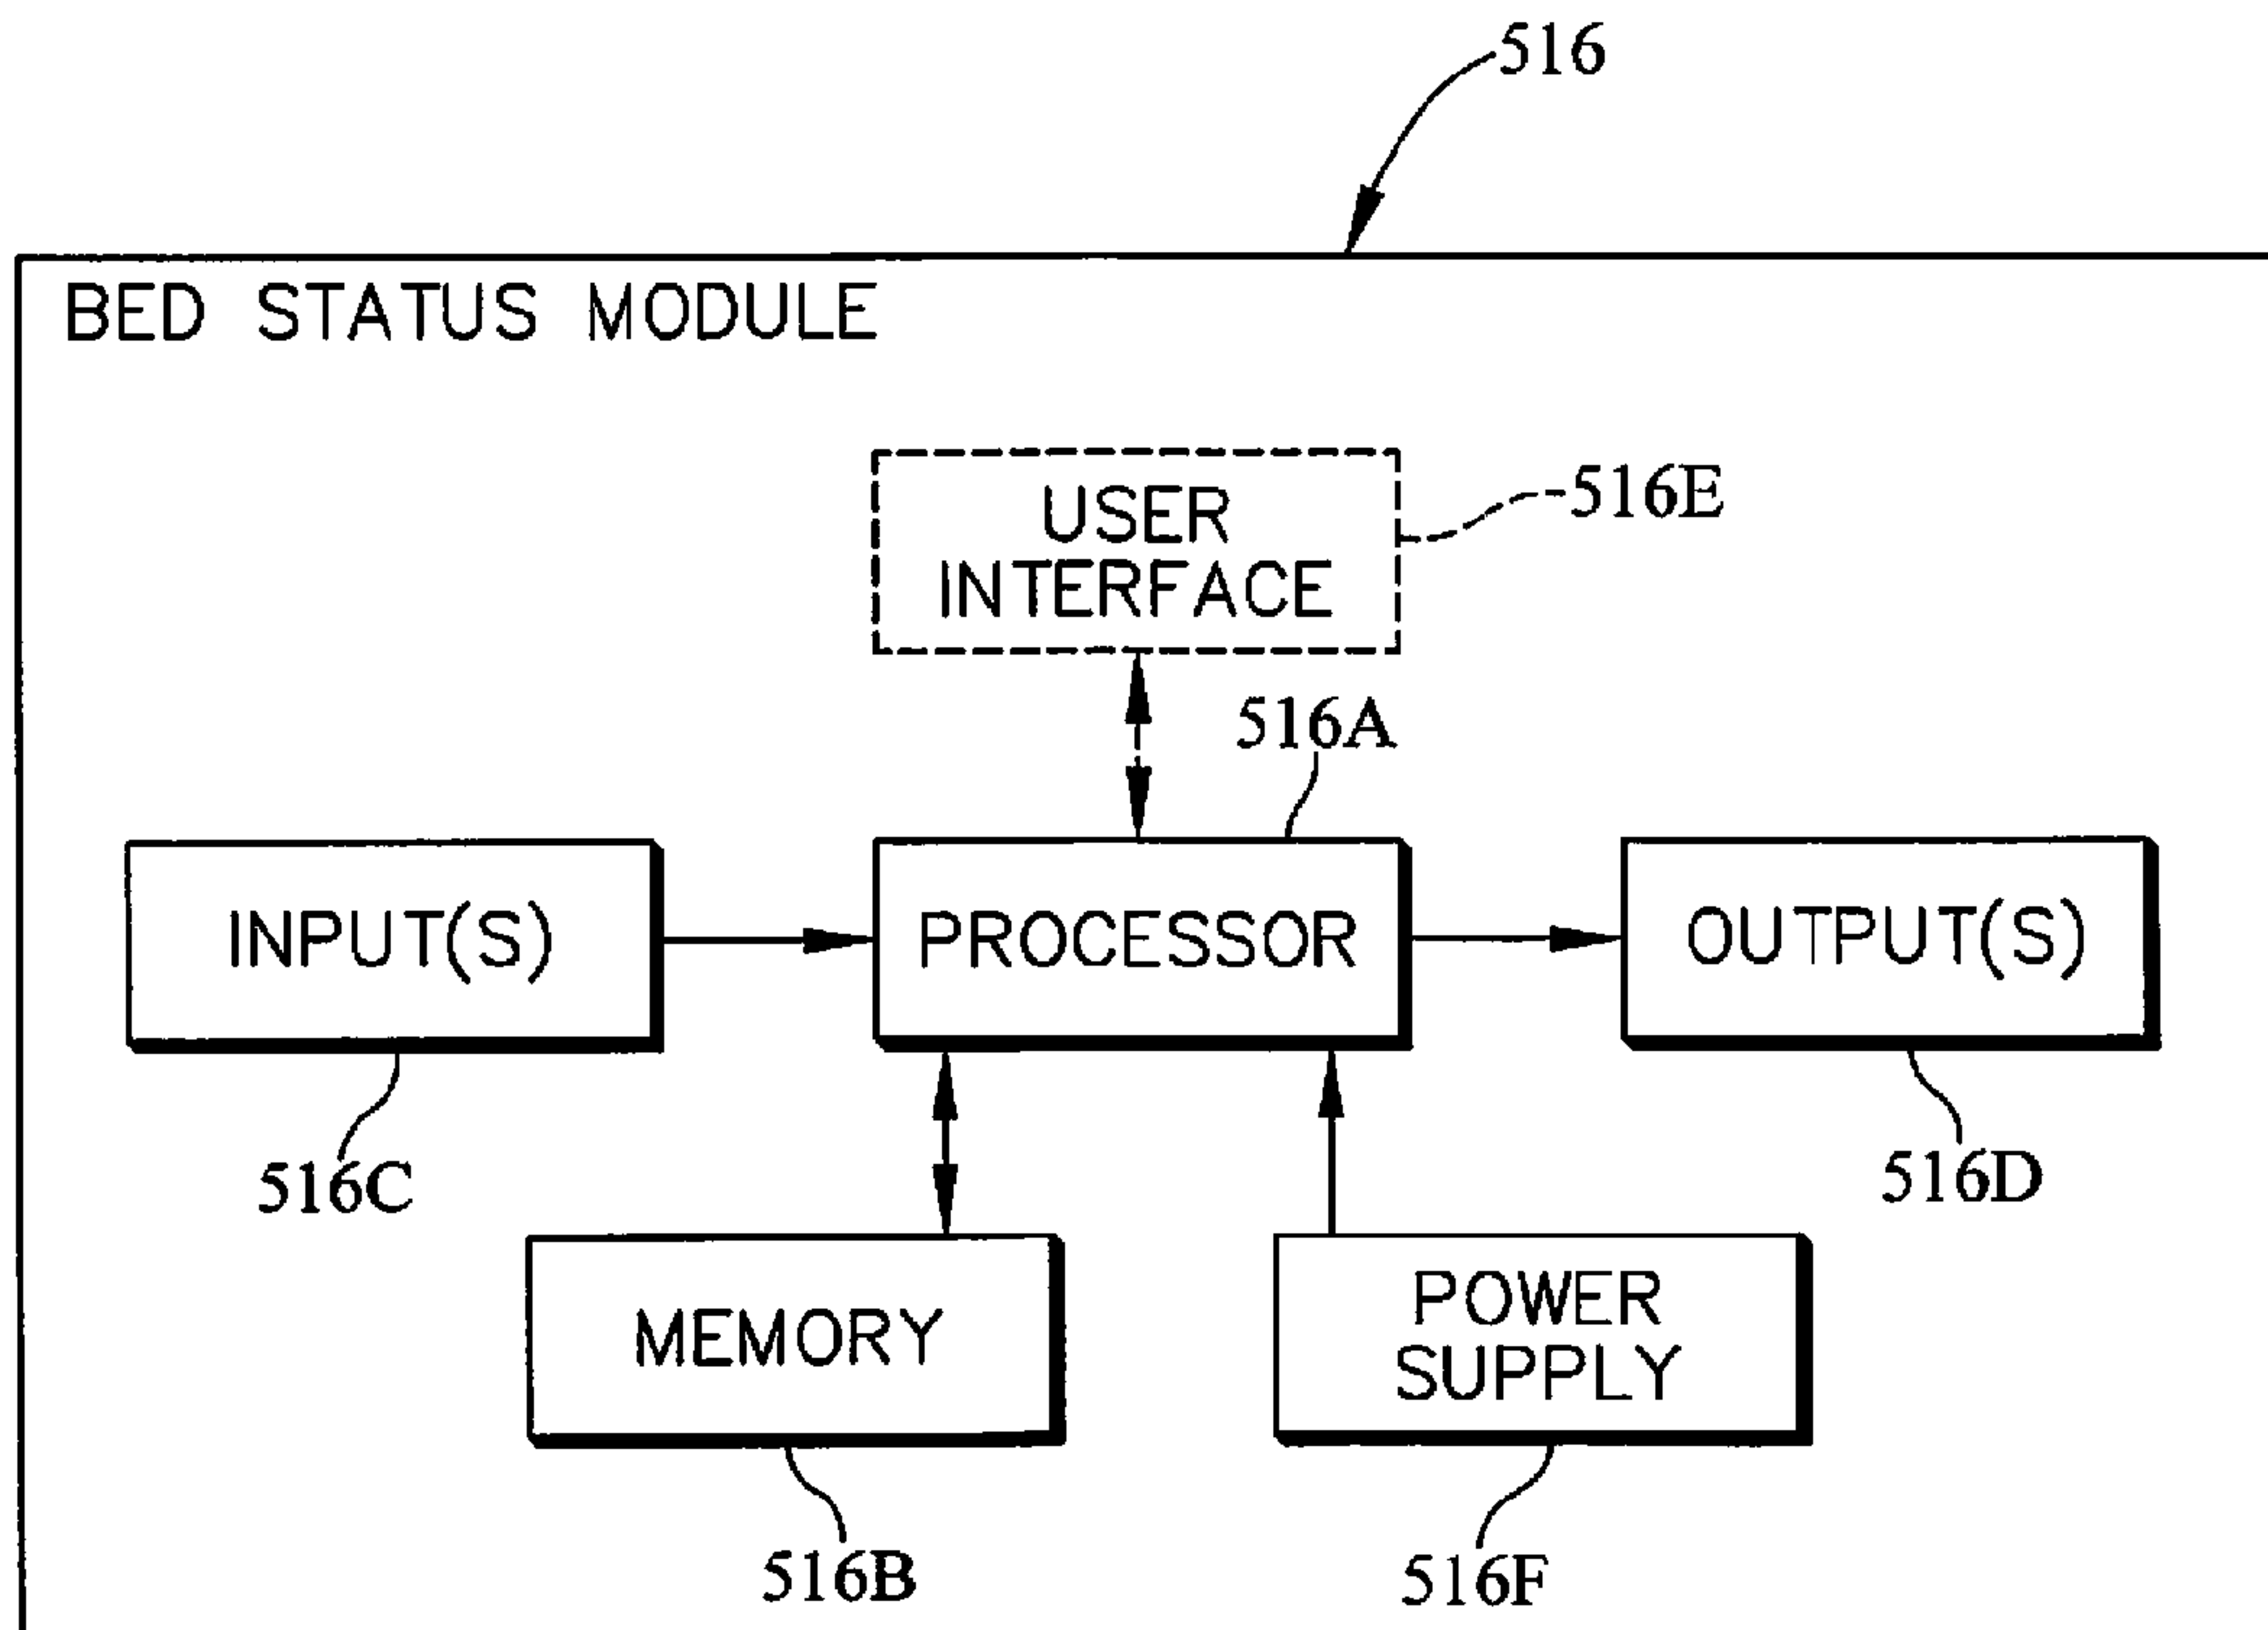 516
BED STATUS MODULE
USER
INTERFACE
516E
516A
INPUT(S)
PROCESSOR
OUTPUT(S)
516C
516D
MEMORY
POWER
SUPPLY
516B
516F